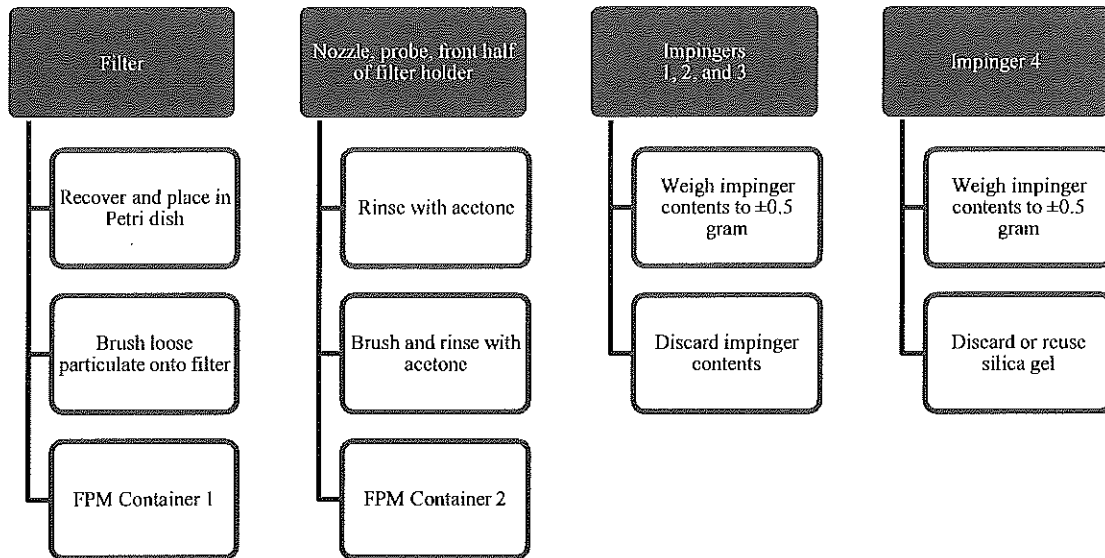 Filter
Recover and place in
Petri dish
Brush loose
particulate onto filter
FPM Container 1
Nozzle, probe, front half
of filter holder
Rinse with acetone
Brush and rinse with
acetone
FPM Container 2
Impingers
1, 2, and 3
Weigh impinger
contents to ±0.5
gram
Discard impinger
contents
Impinger 4
Weigh impinger
contents to ±0.5
gram
Discard or reuse
silica gel